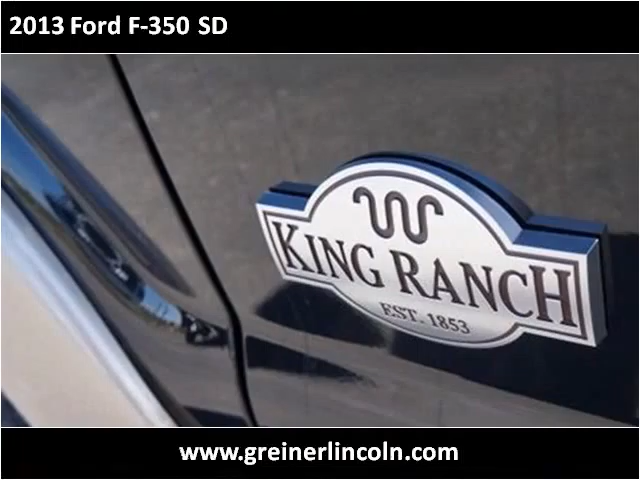 2013 Ford F-350 SD
KING RANCH
EST. 1853
www.greinerlincoln.com